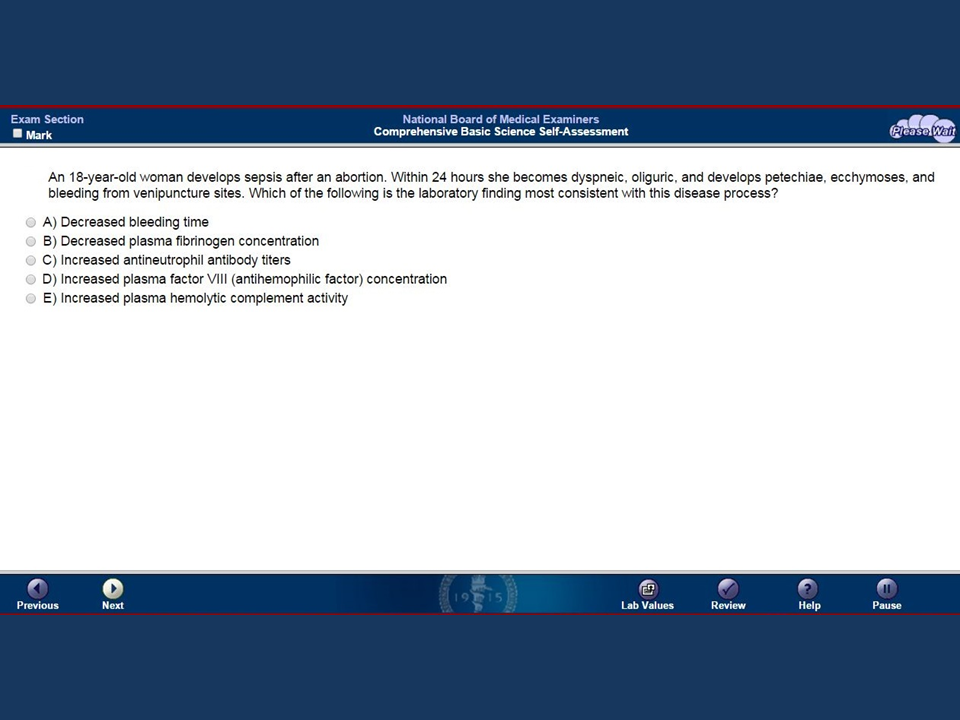 Exam Section
Mark
National Board of Medical Examiners
Comprehensive Basic Science Self-Assessment
Please Wait
An 18-year-old woman develops sepsis after an abortion. Within 24 hours she becomes dyspneic, oliguric, and develops petechiae, ecchymoses, and
bleeding from venipuncture sites. Which of the following is the laboratory finding most consistent with this disease process?
A) Decreased bleeding time
B) Decreased plasma fibrinogen concentration
C) Increased antineutrophil antibody titers
D) Increased plasma factor VIII (antihemophilic factor) concentration
E) Increased plasma hemolytic complement activity
Previous
Next
1915
Lab Values
Review
Help
Pause